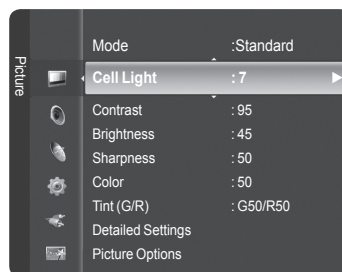 Picture
Mode :Standard
Cell Light : 7
Contrast : 95
Brightness : 45
Sharpness : 50
Color : 50
Tint (G/R) : G50/R50
Detailed Settings
Picture Options